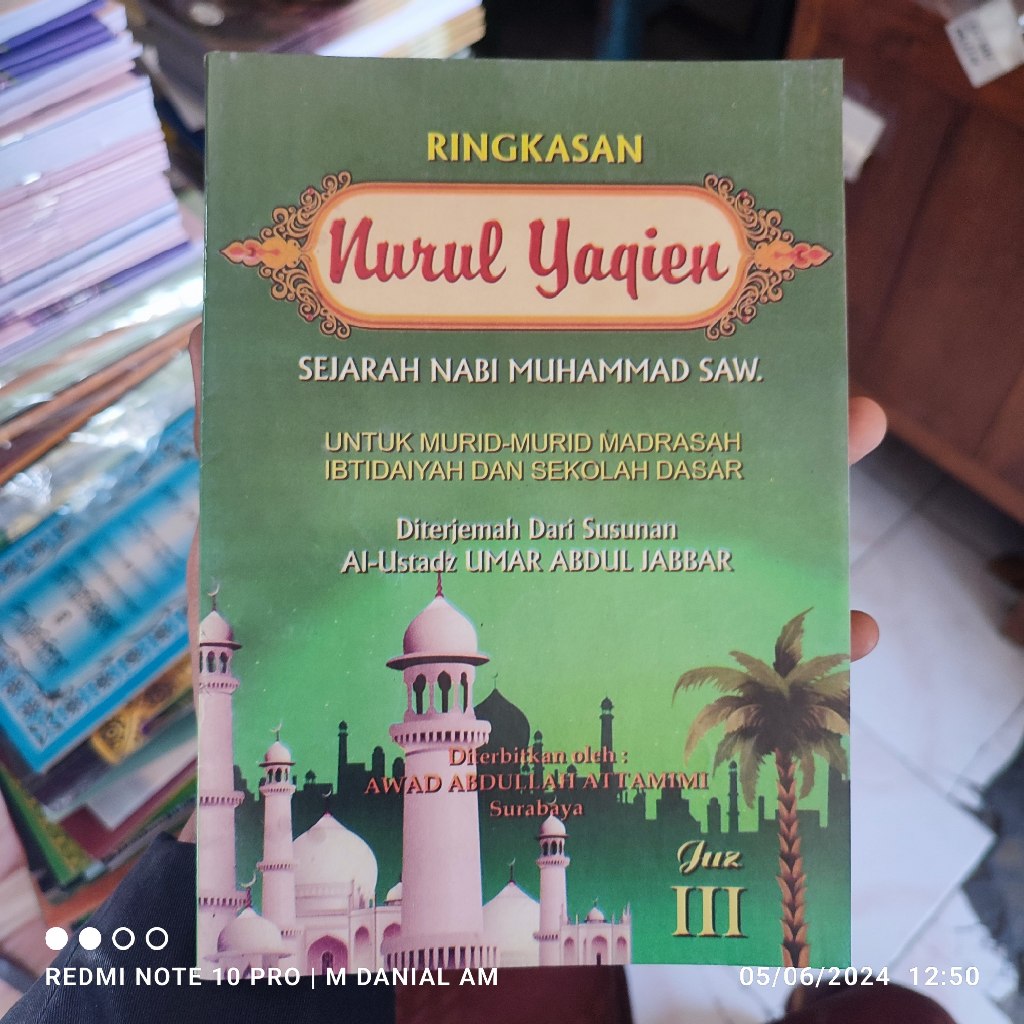 RINGKASAN
Nurul Yaqien
SEJARAH NABI MUHAMMAD SAW.
UNTUK MURID-MURID MADRASAH
IBTIDAIYAH DAN SEKOLAH DASAR
Diterjemah Dari Susunan
Al-Ustadz UMAR ABDUL JABBAR
Diterbitkan oleh :
AWAD ABDULLAH ATTAMIMI
Surabaya
Juz
III
REDMI NOTE 10 PRO | M DANIAL AM
05/06/2024 12:50